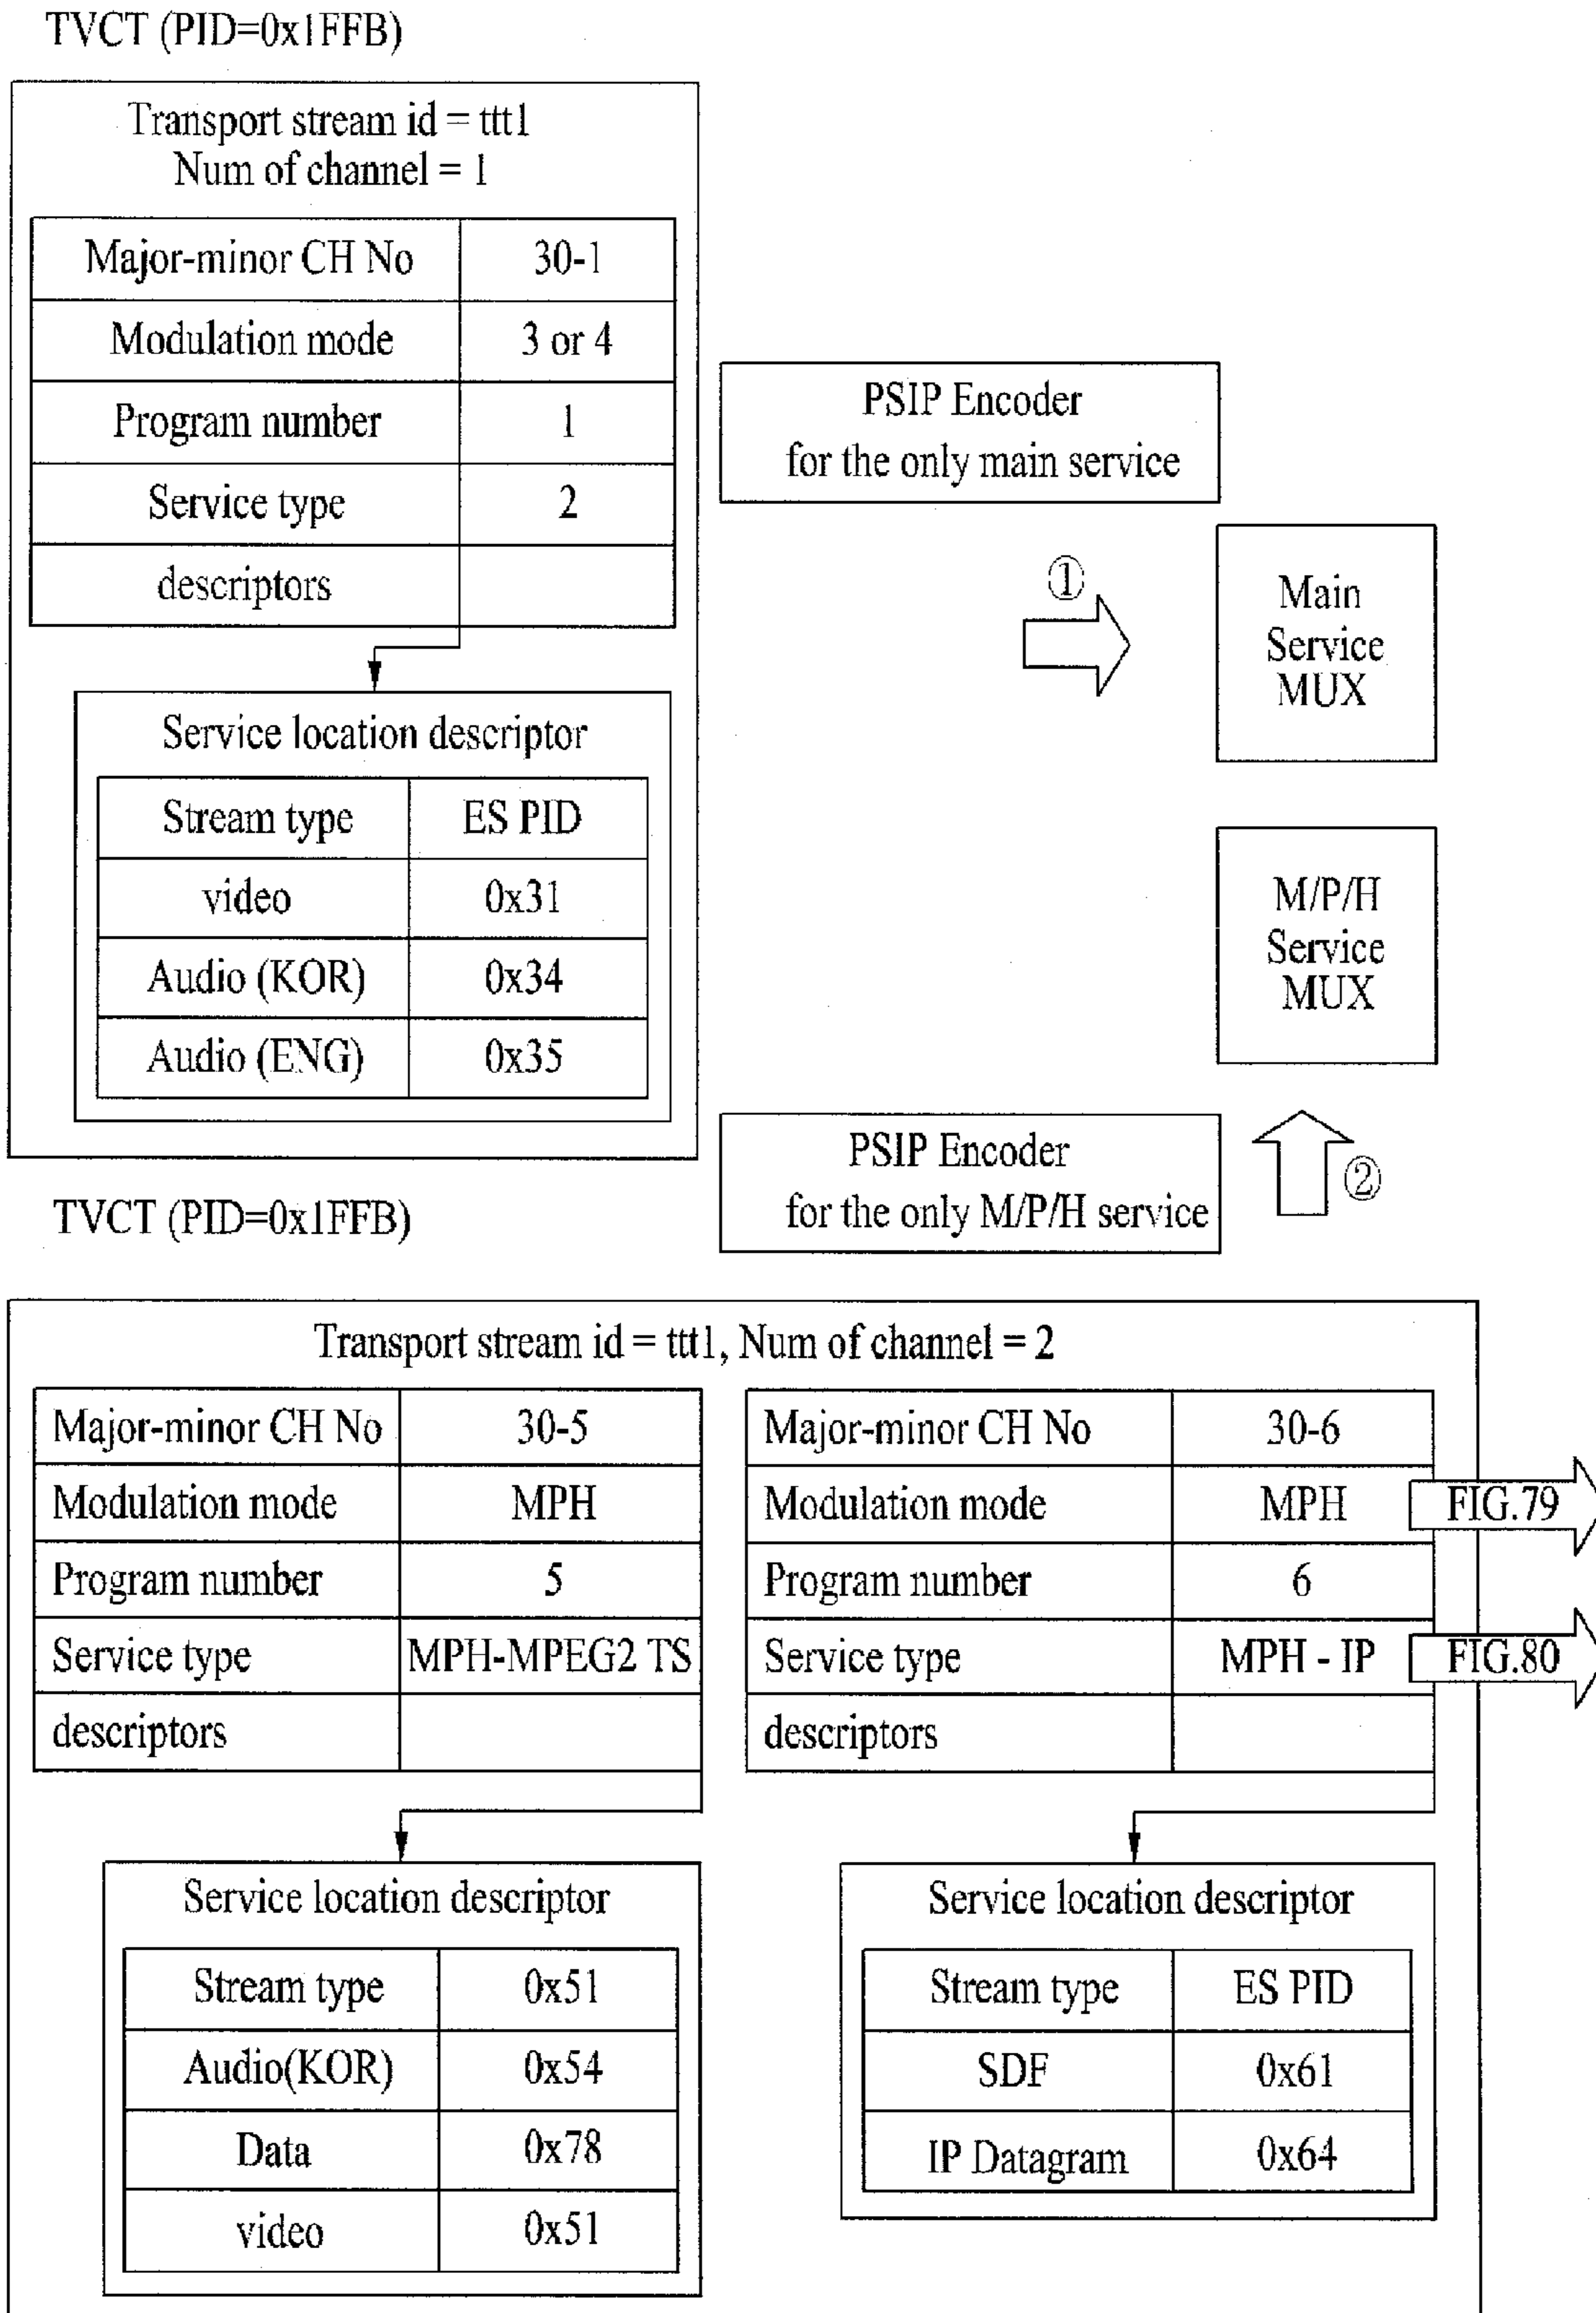 TVCT (PID=0x1FFB)
Transport stream id = ttt1
Num of channel = 1
Major-minor CH No 30-1
Modulation mode 3 or 4
Program number 1
Service type 2
descriptors
Service location descriptor
Stream type ES PID
video 0x31
Audio (KOR) 0x34
Audio (ENG) 0x35
PSIP Encoder
for the only main service
①
Main
Service
MUX
M/P/H
Service
MUX
PSIP Encoder
for the only M/P/H service
②
TVCT (PID=0x1FFB)
Transport stream id = ttt1, Num of channel = 2
Major-minor CH No 30-5
Modulation mode MPH
Program number 5
Service type MPH-MPEG2 TS
descriptors
Service location descriptor
Stream type 0x51
Audio(KOR) 0x54
Data 0x78
video 0x51
Major-minor CH No 30-6
Modulation mode MPH
FIG.79
Program number 6
Service type MPH - IP
FIG.80
descriptors
Service location descriptor
Stream type ES PID
SDF 0x61
IP Datagram 0x64